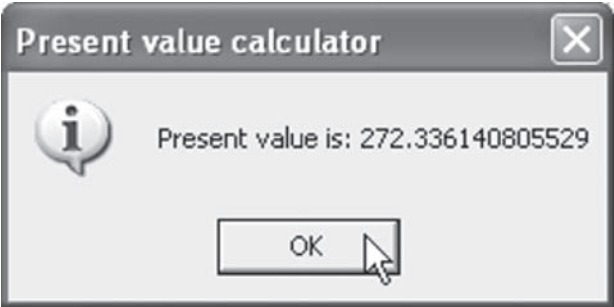 Present value calculator
Present value is: 272.336140805529
OK